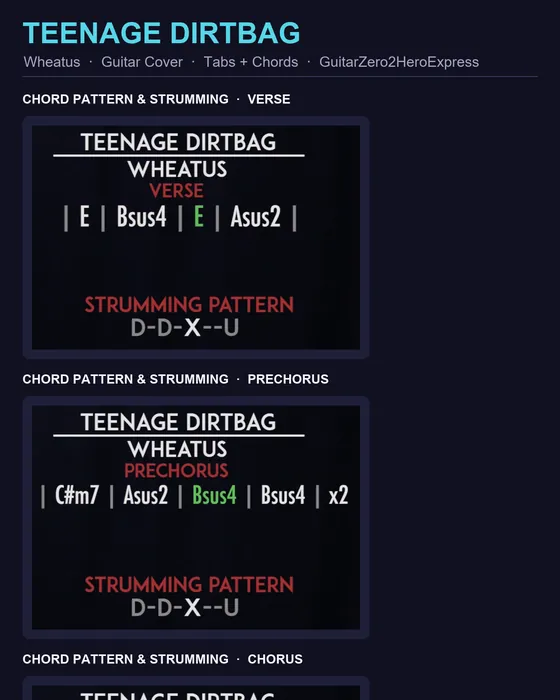 TEENAGE DIRTBAG
Wheatus · Guitar Cover · Tabs + Chords · GuitarZero2HeroExpress
CHORD PATTERN & STRUMMING · VERSE
TEENAGE DIRTBAG
WHEATUS
VERSE
| E | Bsus4 | E | Asus2 |
STRUMMING PATTERN
D-D-X--U
CHORD PATTERN & STRUMMING · PRECHORUS
TEENAGE DIRTBAG
WHEATUS
PRECHORUS
| C#m7 | Asus2 | Bsus4 | Bsus4 | x2
STRUMMING PATTERN
D-D-X--U
CHORD PATTERN & STRUMMING · CHORUS
TEENAGE DIRTBAG